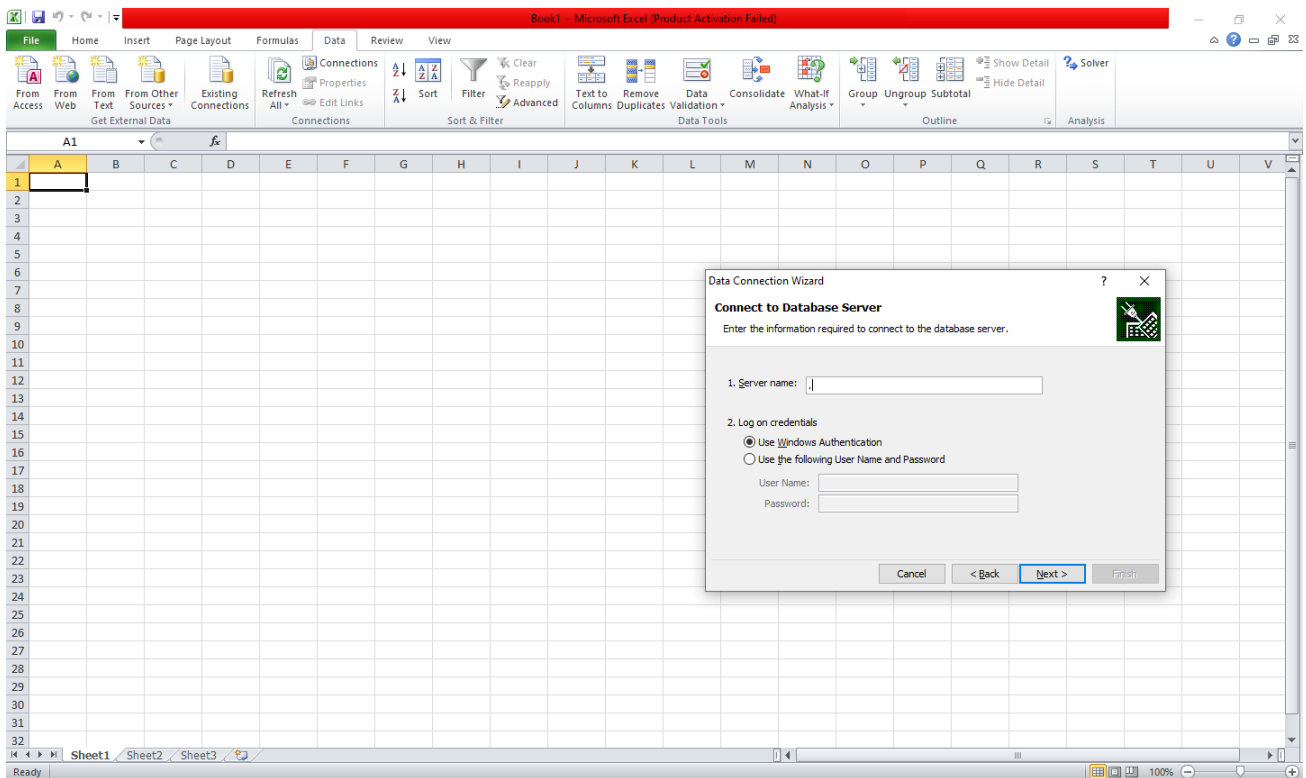 Book1 - Microsoft Excel (Product Activation Failed)
File Home Insert Page Layout Formulas Data Review View
From Access From Web From Text From Other Sources Existing Connections Refresh All Connections Properties Edit Links Sort Filter Clear Reapply Advanced Text to Columns Remove Duplicates Data Validation Consolidate What-If Analysis Group Ungroup Subtotal Show Detail Hide Detail Solver
Get External Data Connections Sort & Filter Data Tools Outline Analysis
A1 fx
A B C D E F G H I J K L M N O P Q R S T U V
1
2
3
4
5
6
7
8
9
10
11
12
13
14
15
16
17
18
19
20
21
22
23
24
25
26
27
28
29
30
31
32
Data Connection Wizard ?
Connect to Database Server
Enter the information required to connect to the database server.
1. Server name: .
2. Log on credentials
Use Windows Authentication
Use the following User Name and Password
User Name:
Password:
Cancel < Back Next > Finish
Sheet1 Sheet2 Sheet3
Ready 100%